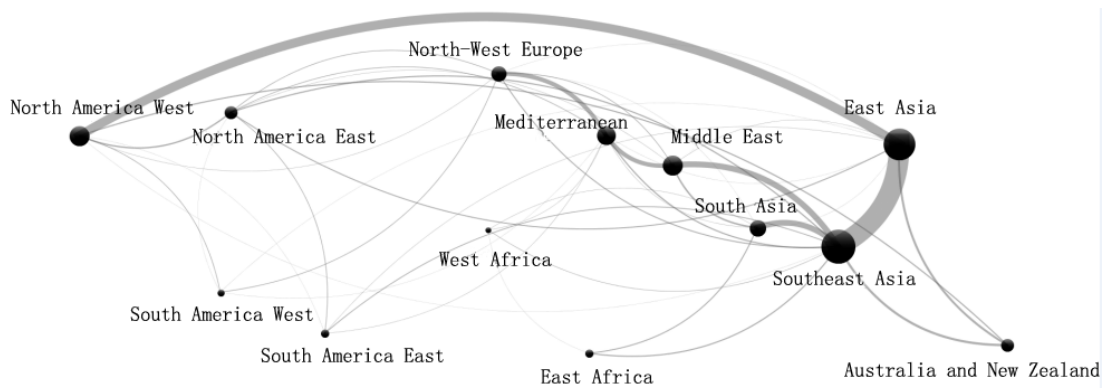 North-West Europe
North America West
East Asia
Mediterranean
North America East
Middle East
South Asia
West Africa
Southeast Asia
South America West
South America East
Australia and New Zealand
East Africa